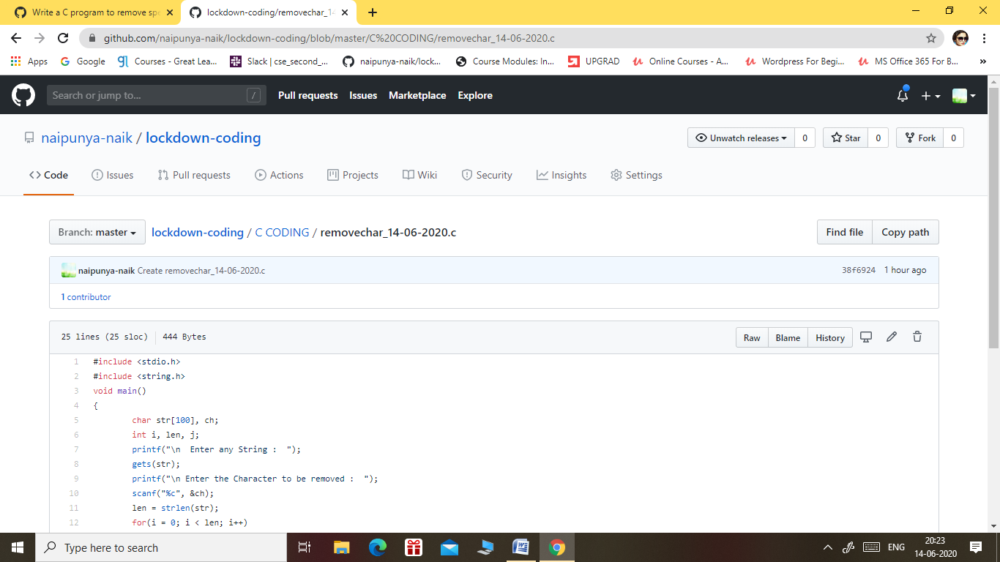 Write a C program to remove spe
lockdown-coding/removechar_14
github.com/naipunya-naik/lockdown-coding/blob/master/C%20CODING/removechar_14-06-2020.c
Apps Google Courses - Great Lea... Slack | cse_second_... naipunya-naik/lock... Course Modules: In... UPGRAD Online Courses - A... Wordpress For Begi... MS Office 365 For B... »
Search or jump to... / Pull requests Issues Marketplace Explore
naipunya-naik / lockdown-coding Unwatch releases 0 Star 0 Fork 0
Code Issues Pull requests Actions Projects Wiki Security Insights Settings
Branch: master lockdown-coding / C CODING / removechar_14-06-2020.c Find file Copy path
naipunya-naik Create removechar_14-06-2020.c 38f6924 1 hour ago
1 contributor
25 lines (25 sloc) 444 Bytes Raw Blame History
1 #include <stdio.h>
2 #include <string.h>
3 void main()
4 {
5 char str[100], ch;
6 int i, len, j;
7 printf("\n  Enter any String :  ");
8 gets(str);
9 printf("\n Enter the Character to be removed :  ");
10 scanf("%c", &ch);
11 len = strlen(str);
12 for(i = 0; i < len; i++)
Type here to search ENG 20:23
14-06-2020